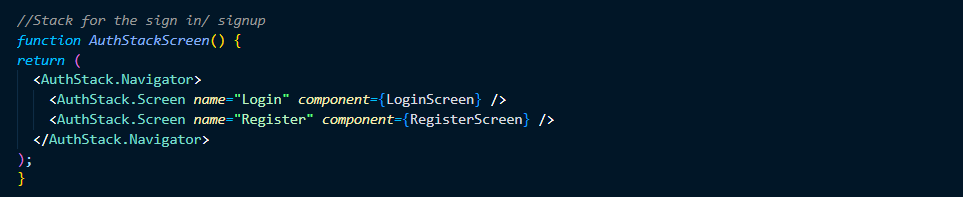 //Stack for the sign in/ signup
function AuthStackScreen() {
return (
  <AuthStack.Navigator>
    <AuthStack.Screen name="Login" component={LoginScreen} />
    <AuthStack.Screen name="Register" component={RegisterScreen} />
  </AuthStack.Navigator>
);
}